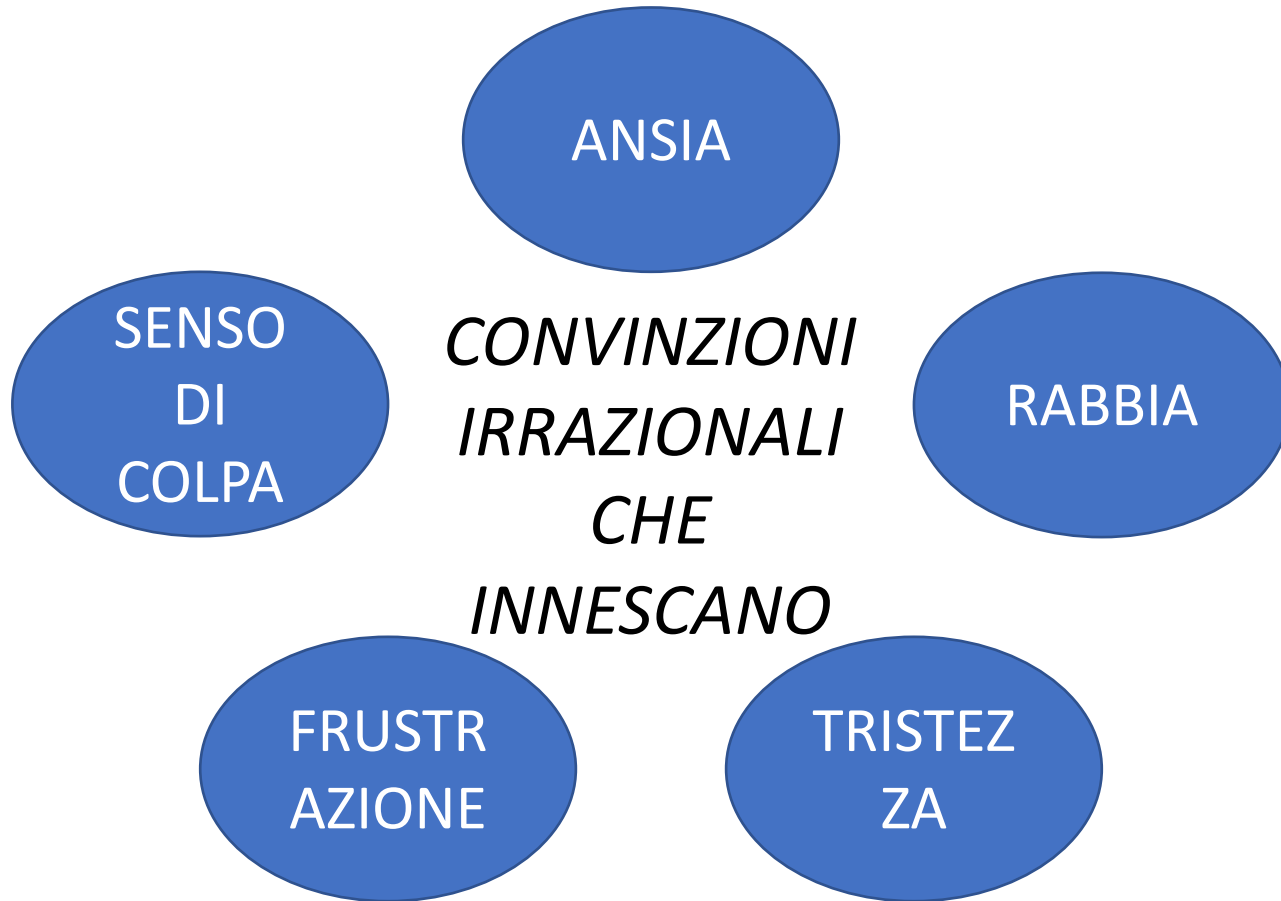 ANSIA
SENSO
DI
COLPA
CONVINZIONI
IRRAZIONALI
CHE
INNESCANO
RABBIA
FRUSTR
AZIONE
TRISTEZ
ZA